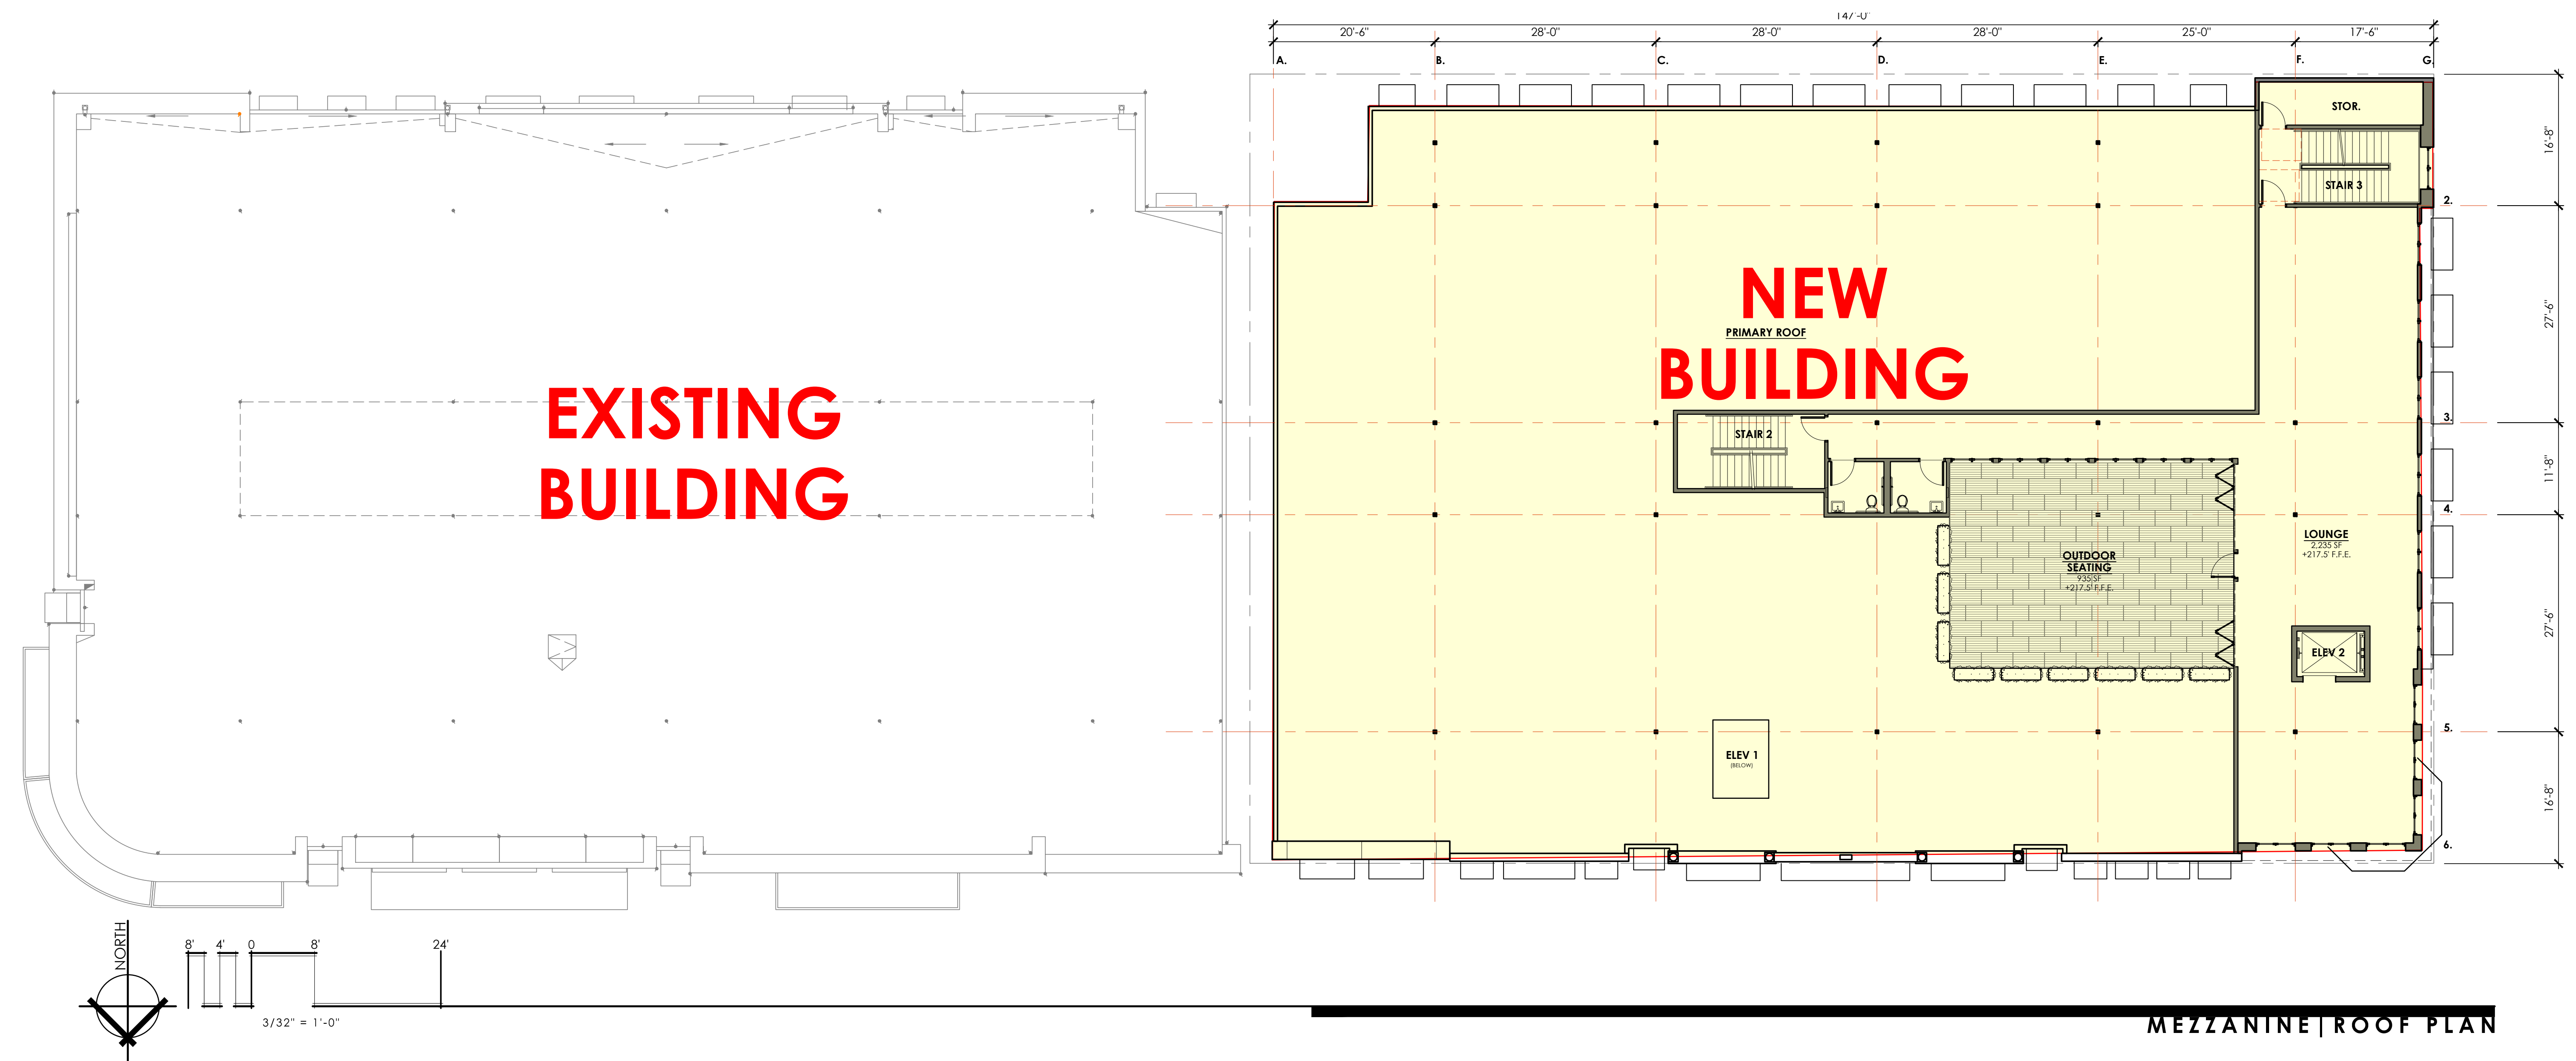 147'-0"
20'-6" 28'-0" 28'-0" 28'-0" 25'-0" 17'-6"
A. B. C. D. E. F. G.
STOR.
16'-8"
STAIR 3
2.
NEW
27'-6"
PRIMARY ROOF
BUILDING
EXISTING
BUILDING
3.
STAIR 2
11'-8"
4.
LOUNGE
2,235 SF
+217.5' F.F.E.
OUTDOOR
SEATING
935 SF
+217.5' F.F.E.
27'-6"
ELEV 2
5.
ELEV 1
(BELOW)
16'-8"
6.
NORTH
8' 4' 0 8' 24'
3/32" = 1'-0"
MEZZANINE|ROOF PLAN